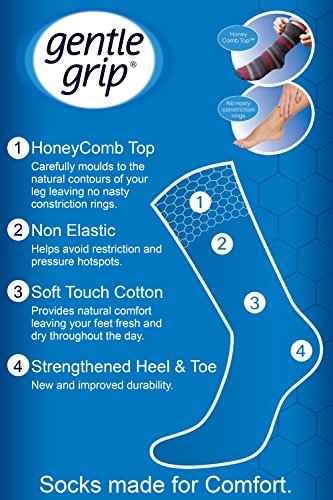 gentle
grip®
Honey
Comb Top™
No nasty
constriction
rings
1 HoneyComb Top
Carefully moulds to the
natural contours of your
leg leaving no nasty
constriction rings.
2 Non Elastic
Helps avoid restriction and
pressure hotspots.
3 Soft Touch Cotton
Provides natural comfort
leaving your feet fresh and
dry throughout the day.
4 Strengthened Heel & Toe
New and improved durability.
1
2
3
4
Socks made for Comfort.